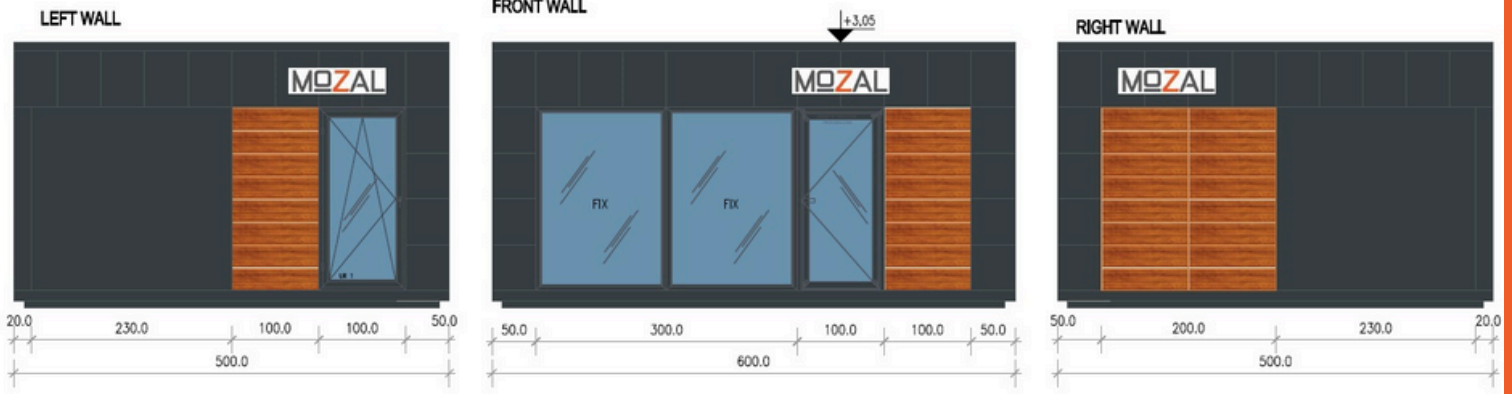 LEFT WALL
MOZAL
20.0 230.0 100.0 100.0 50.0
500.0
FRONT WALL
+3,05
MOZAL
FIX FIX
50.0 300.0 100.0 100.0 50.0
600.0
RIGHT WALL
MOZAL
50.0 200.0 230.0 20.0
500.0